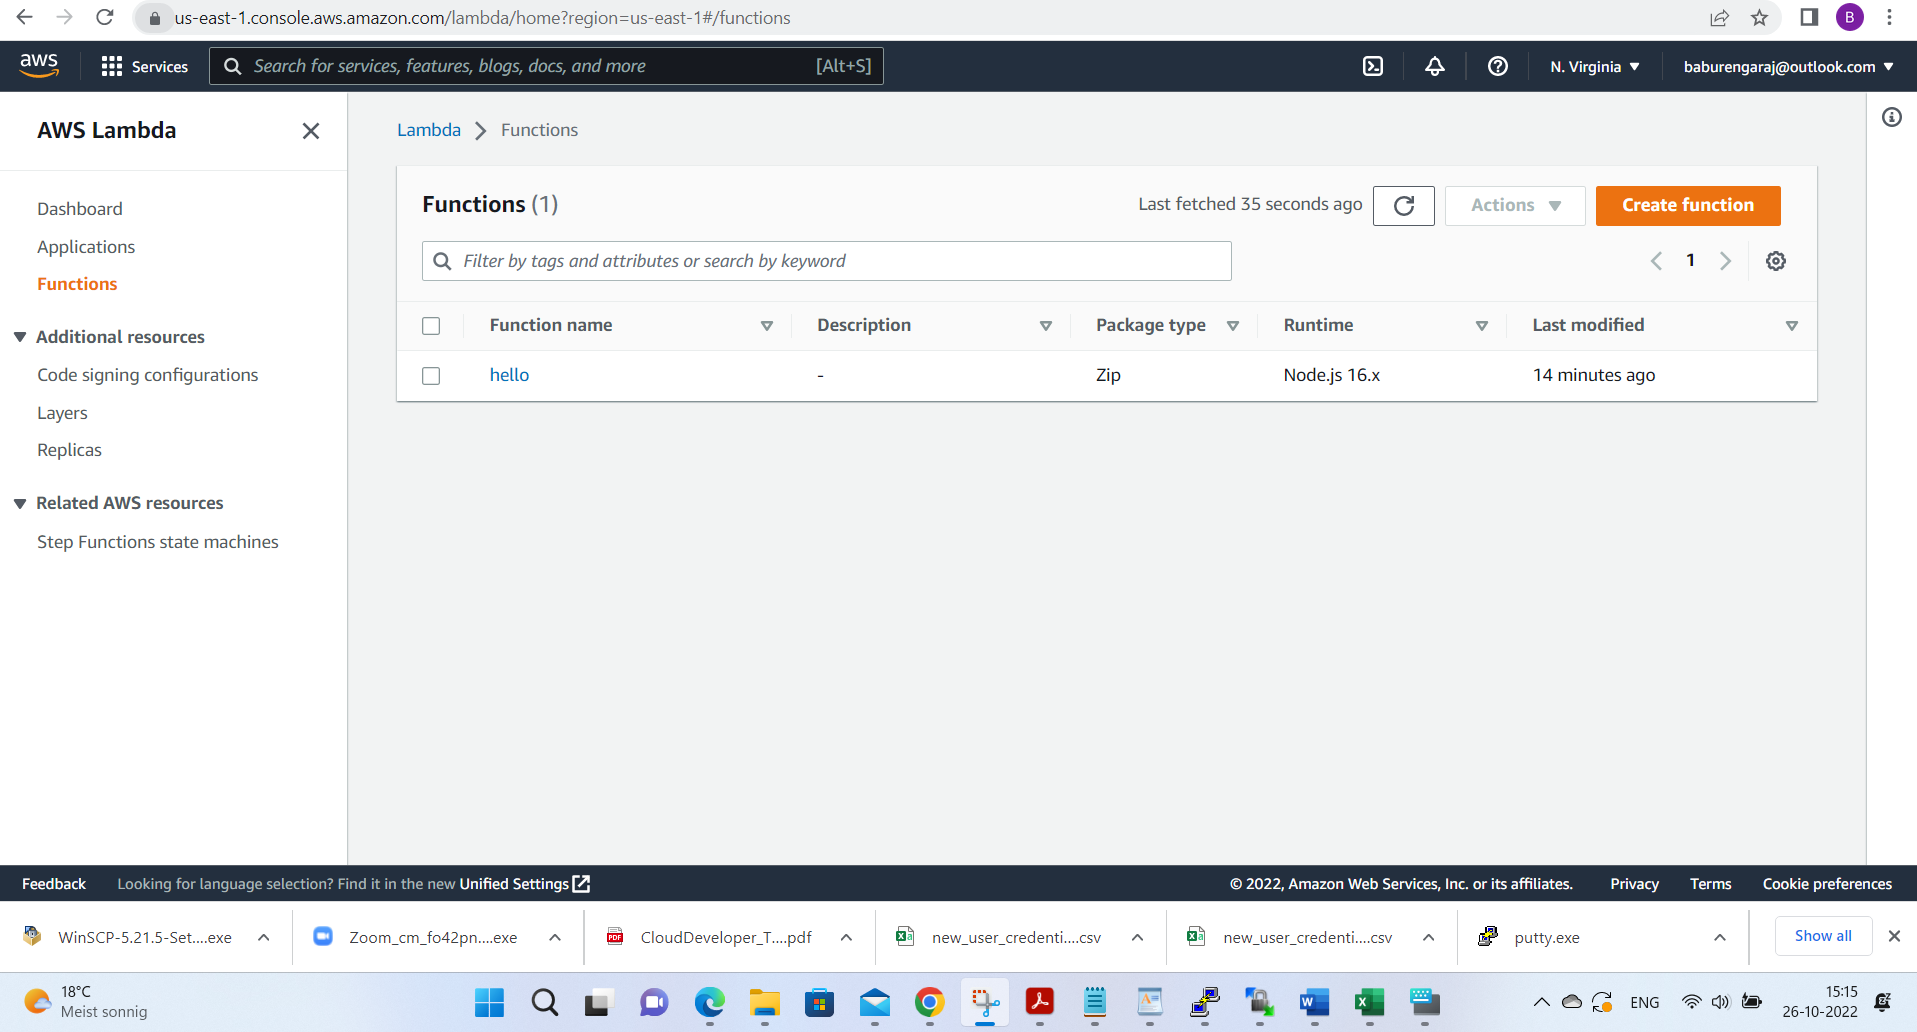 us-east-1.console.aws.amazon.com/lambda/home?region=us-east-1#/functions
B
aws
Services
Search for services, features, blogs, docs, and more
[Alt+S]
N. Virginia
baburengaraj@outlook.com
AWS Lambda
Dashboard
Applications
Functions
Additional resources
Code signing configurations
Layers
Replicas
Related AWS resources
Step Functions state machines
Lambda
Functions
Functions (1)
Last fetched 35 seconds ago
Actions
Create function
Filter by tags and attributes or search by keyword
1
Function name
Description
Package type
Runtime
Last modified
hello
-
Zip
Node.js 16.x
14 minutes ago
Feedback
Looking for language selection? Find it in the new Unified Settings
© 2022, Amazon Web Services, Inc. or its affiliates.
Privacy
Terms
Cookie preferences
WinSCP-5.21.5-Set....exe
Zoom_cm_fo42pn....exe
PDF
CloudDeveloper_T....pdf
new_user_credenti....csv
new_user_credenti....csv
putty.exe
Show all
18°C
Meist sonnig
ENG
15:15
26-10-2022